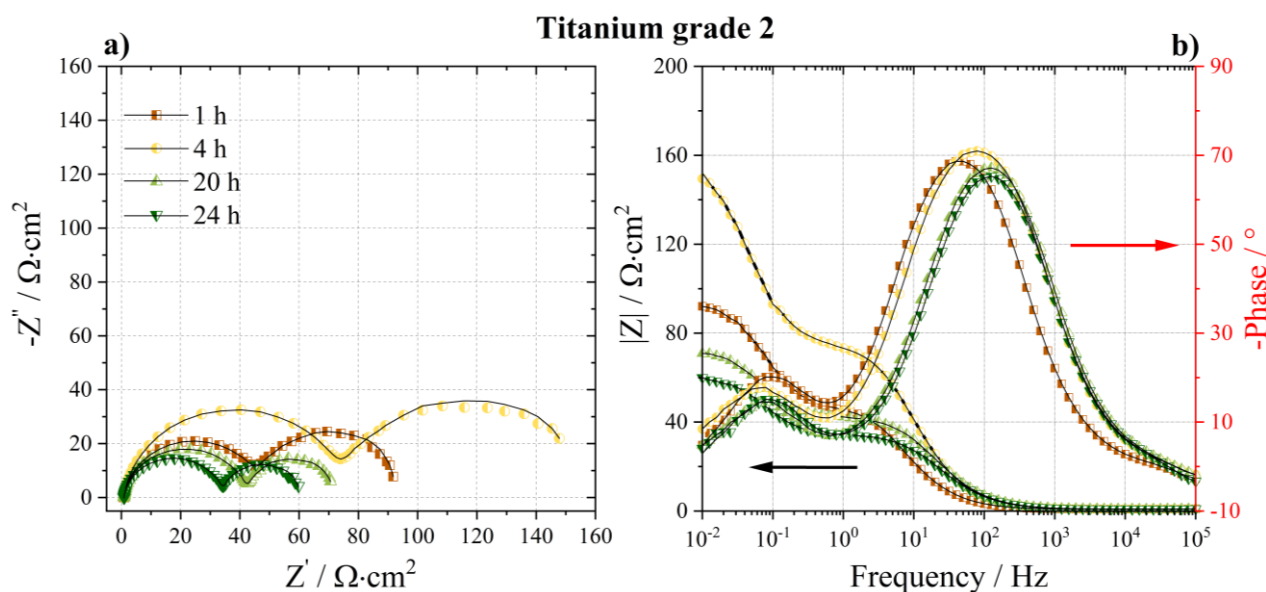 Titanium grade 2
a)
160
140
120
100
80
60
40
20
0
-Z'' / Ω·cm²
1 h
4 h
20 h
24 h
0 20 40 60 80 100 120 140 160
Z' / Ω·cm²
b)
200
160
120
80
40
0
|Z| / Ω·cm²
90
70
50
30
10
-10
-Phase / °
10⁻² 10⁻¹ 10⁰ 10¹ 10² 10³ 10⁴ 10⁵
Frequency / Hz